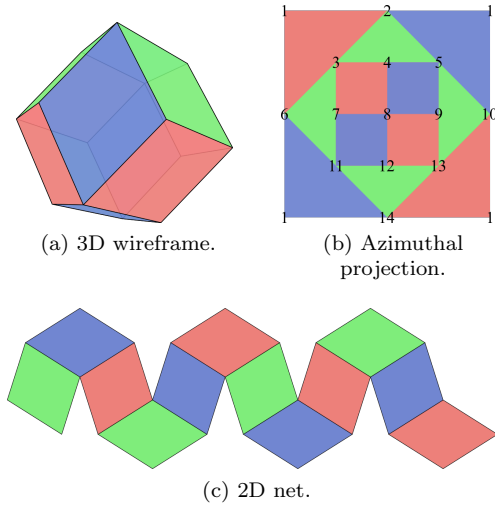 1 2 1
3 4 5
6 7 8 9 10
11 12 13
1 14 1
(a) 3D wireframe.
(b) Azimuthal
projection.
(c) 2D net.